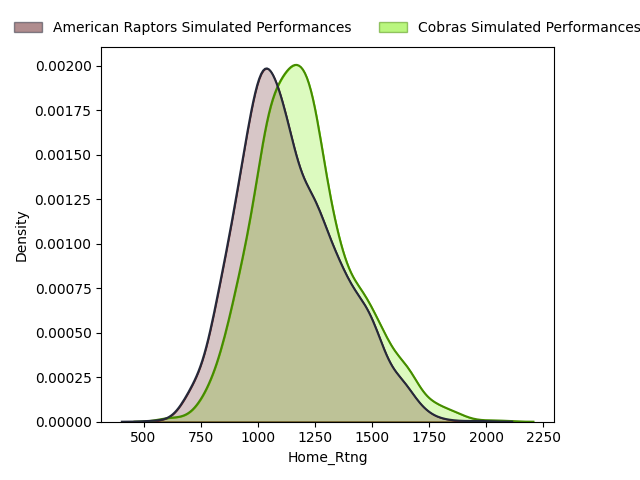 American Raptors Simulated Performances
Cobras Simulated Performances
0.00200
0.00175
0.00150
0.00125
0.00100
0.00075
0.00050
0.00025
0.00000
Density
500 750 1000 1250 1500 1750 2000 2250
Home_Rtng